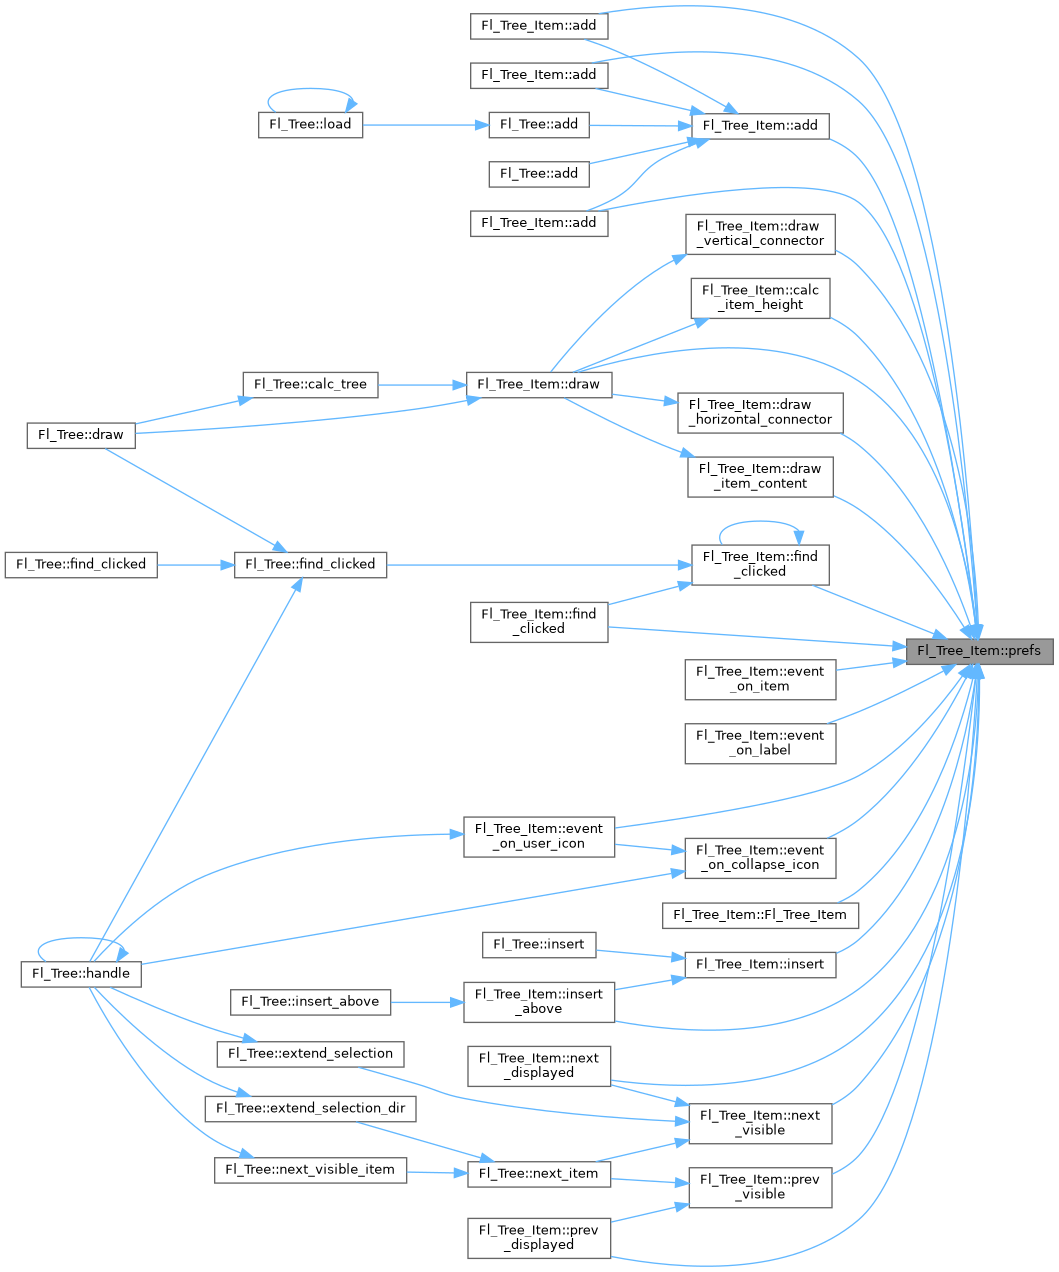 Fl_Tree_Item::add
Fl_Tree_Item::add
Fl_Tree::load
Fl_Tree::add
Fl_Tree_Item::add
Fl_Tree::add
Fl_Tree_Item::add
Fl_Tree_Item::draw
_vertical_connector
Fl_Tree_Item::calc
_item_height
Fl_Tree::calc_tree
Fl_Tree_Item::draw
Fl_Tree_Item::draw
_horizontal_connector
Fl_Tree::draw
Fl_Tree_Item::draw
_item_content
Fl_Tree::find_clicked
Fl_Tree::find_clicked
Fl_Tree_Item::find
_clicked
Fl_Tree_Item::find
_clicked
Fl_Tree_Item::prefs
Fl_Tree_Item::event
_on_item
Fl_Tree_Item::event
_on_label
Fl_Tree_Item::event
_on_user_icon
Fl_Tree_Item::event
_on_collapse_icon
Fl_Tree_Item::Fl_Tree_Item
Fl_Tree::insert
Fl_Tree_Item::insert
Fl_Tree::handle
Fl_Tree::insert_above
Fl_Tree_Item::insert
_above
Fl_Tree::extend_selection
Fl_Tree_Item::next
_displayed
Fl_Tree::extend_selection_dir
Fl_Tree_Item::next
_visible
Fl_Tree::next_visible_item
Fl_Tree::next_item
Fl_Tree_Item::prev
_visible
Fl_Tree_Item::prev
_displayed